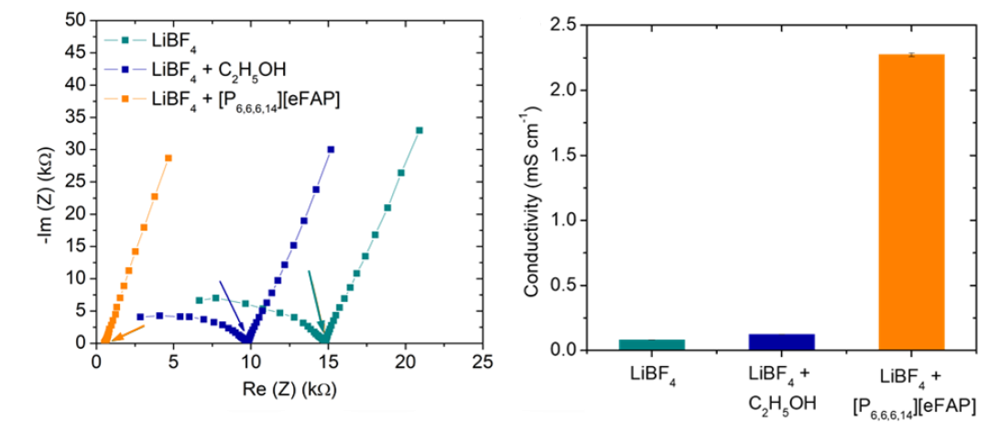 50
45
40
35
30
25
20
15
10
5
0
-Im (Z) (kΩ)
LiBF4
LiBF4 + C2H5OH
LiBF4 + [P6,6,6,14][eFAP]
0 5 10 15 20 25
Re (Z) (kΩ)
2.5
2.0
1.5
1.0
0.5
0.0
Conductivity (mS cm-1)
LiBF4
LiBF4 +
C2H5OH
LiBF4 +
[P6,6,6,14][eFAP]